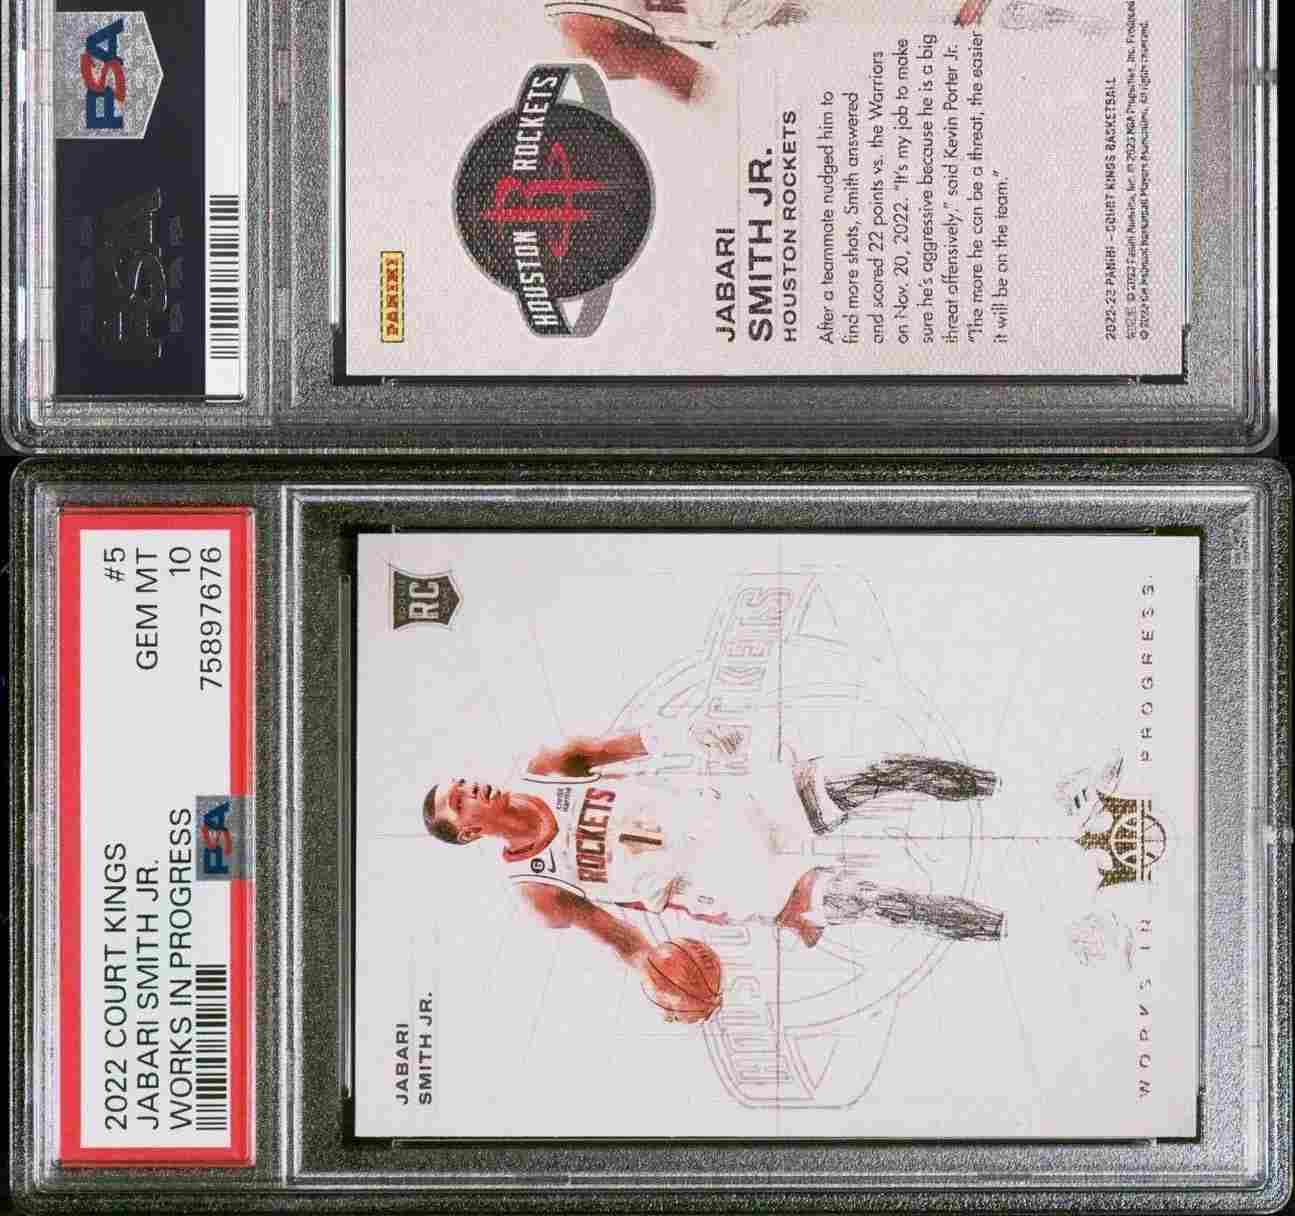 PSA
PSA
PANINI
HOUSTON ROCKETS
JABARI
SMITH JR.
HOUSTON ROCKETS
After a teammate nudged him to
find more shots, Smith answered
and scored 22 points vs. the Warriors
on Nov. 20, 2022. "It's my job to make
sure he's aggressive because he is a big
threat offensively," said Kevin Porter Jr.
"The more he can be a threat, the easier
it will be on the team."
2022-23 PANINI - COURT KINGS BASKETBALL
2022 COURT KINGS #5
JABARI SMITH JR. GEM MT
WORKS IN PROGRESS 10
75897676
PSA
RC
JABARI
SMITH JR.
ROCKETS
1
ROCKETS
WORKS IN PROGRESS